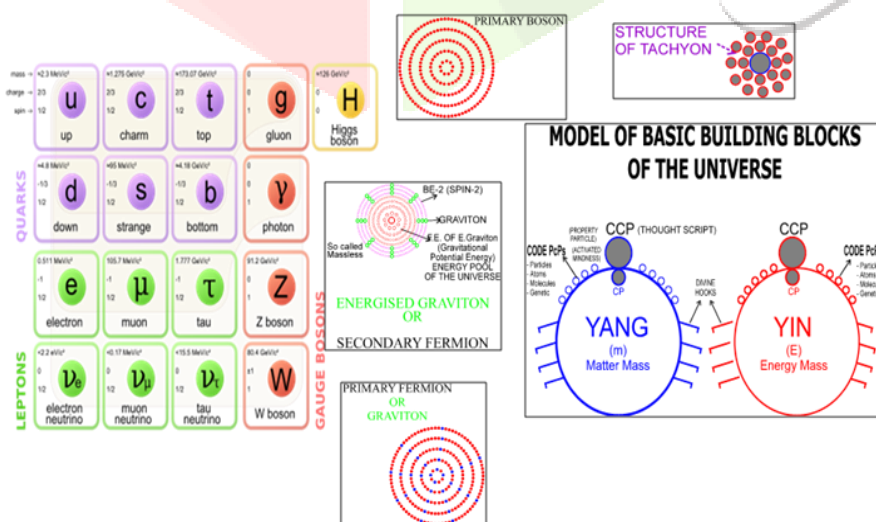 mass → ≈2.3 MeV/c² ≈1.275 GeV/c² ≈173.07 GeV/c² 0 ≈126 GeV/c²
charge → 2/3 2/3 2/3 0 0
spin → 1/2 1/2 1/2 1 0
u c t g H
up charm top gluon Higgs
boson
QUARKS
≈4.8 MeV/c² ≈95 MeV/c² ≈4.18 GeV/c² 0
-1/3 -1/3 -1/3 0
1/2 1/2 1/2 1
d s b γ
down strange bottom photon
0.511 MeV/c² 105.7 MeV/c² 1.777 GeV/c² 91.2 GeV/c²
-1 -1 -1 0
1/2 1/2 1/2 1
e μ τ Z
electron muon tau Z boson
LEPTONS
<2.2 eV/c² <0.17 MeV/c² <15.5 MeV/c² 80.4 GeV/c²
0 0 0 ±1
1/2 1/2 1/2 1
νe νμ ντ W
electron muon tau W boson
neutrino neutrino neutrino
GAUGE BOSONS
PRIMARY BOSON
STRUCTURE
OF TACHYON
BE-2 (SPIN-2)
GRAVITON
So called
Massless
F.E. OF E.Graviton
(Gravitational
Potential Energy)
ENERGY POOL
OF THE UNIVERSE
ENERGISED GRAVITON
OR
SECONDARY FERMION
PRIMARY FERMION
OR
GRAVITON
MODEL OF BASIC BUILDING BLOCKS
OF THE UNIVERSE
(PROPERTY
PARTICLE)
(ACTIVATED
MINDNESS)
CCP (THOUGHT SCRIPT) CCP
CODE PcPs
- Particles
- Atoms
- Molecules
- Genetic
CP CP
DIVINE
HOOKS
CODE PcP
- Particl
- Atoms
- Molec
- Genet
YANG
(m)
Matter Mass
YIN
(E)
Energy Mass